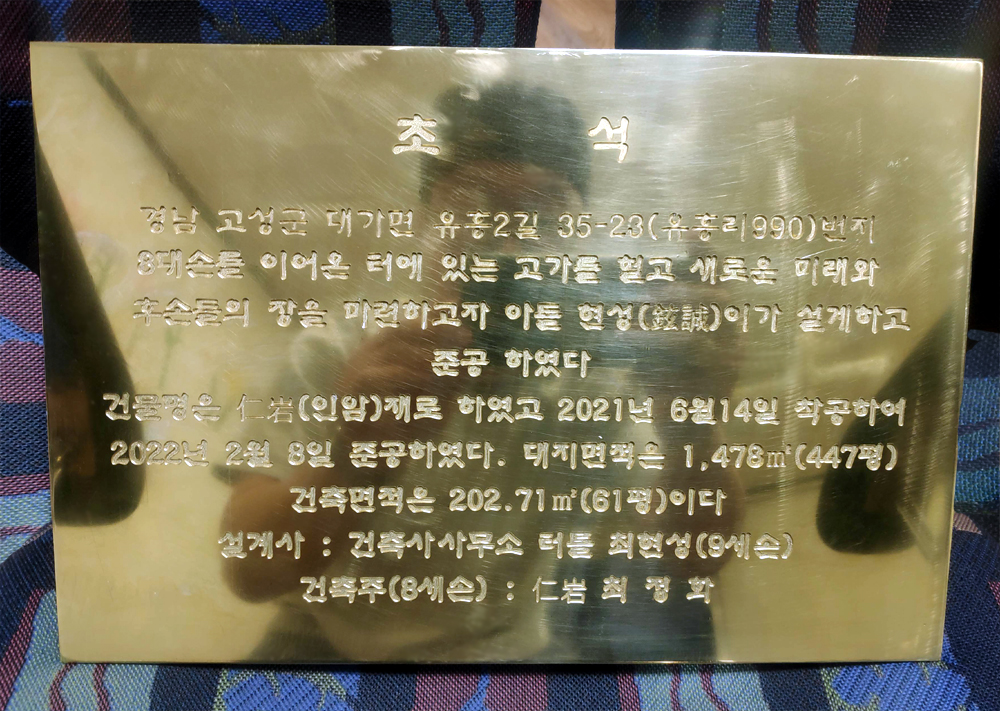 초 석
경남 고성군 대가면 유흥2길 35-23(유흥리990)번지
8대손를 이어온 터에 있는 고가를 헐고 새로운 미래와
후손들의 장을 마련하고자 아들 현성(鉉誠)이가 설계하고
준공 하였다
건물명은 仁岩(인암)재로 하였고 2021년 6월14일 착공하여
2022년 2월 8일 준공하였다. 대지면적은 1,478㎡(447평)
건축면적은 202.71㎡(61평)이다
설계사 : 건축사사무소 터틀 최현성(9세손)
건축주(8세손) : 仁岩 최 정 화